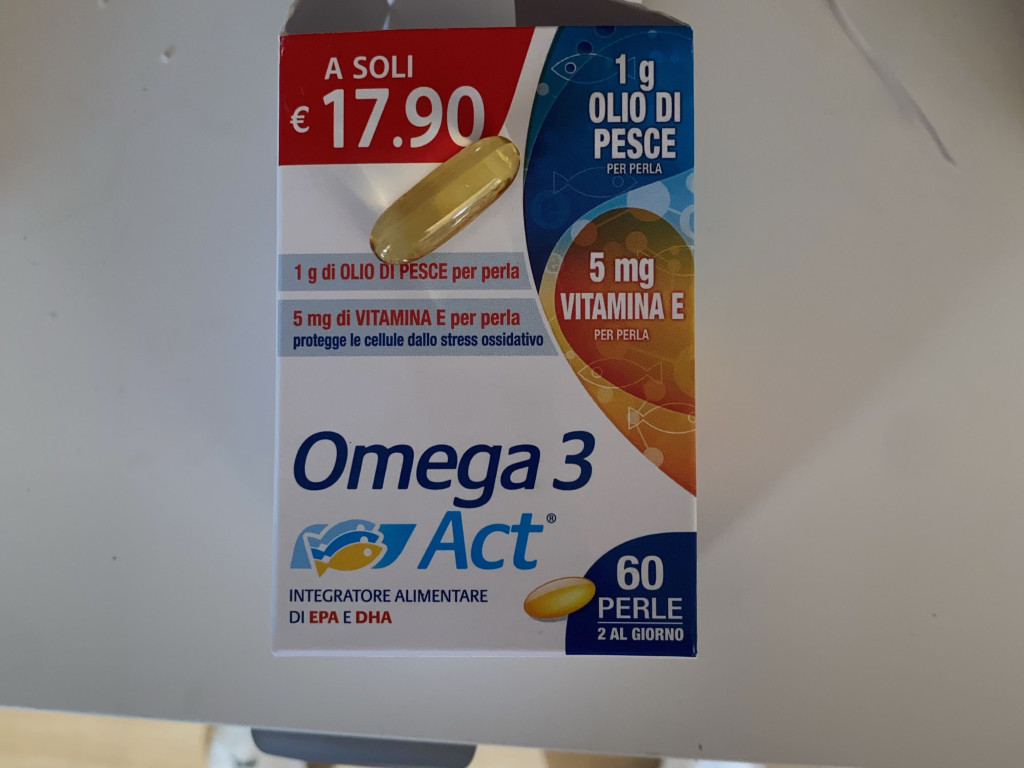 A SOLI
€ 17.90
1 g
OLIO DI
PESCE
PER PERLA
1 g di OLIO DI PESCE per perla
5 mg di VITAMINA E per perla
protegge le cellule dallo stress ossidativo
5 mg
VITAMINA E
PER PERLA
Omega 3
Act®
INTEGRATORE ALIMENTARE
DI EPA E DHA
60
PERLE
2 AL GIORNO